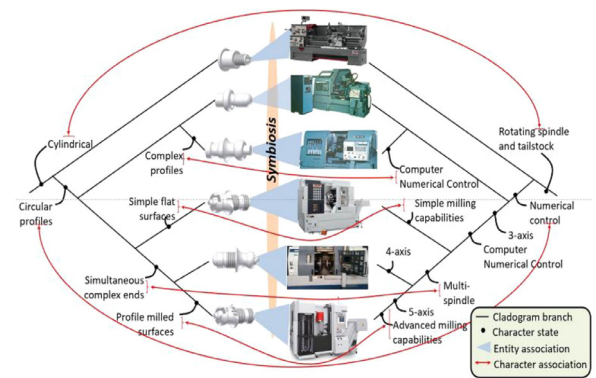 Cylindrical
Circular
profiles
Complex
profiles
Simple flat
surfaces
Simultaneous
complex ends
Profile milled
surfaces
Symbiosis
Rotating spindle
and tailstock
Computer
Numerical Control
Simple milling
capabilities
Numerical
control
3-axis
Computer
Numerical Control
4-axis
Multi-
spindle
5-axis
Advanced milling
capabilities
Cladogram branch
Character state
Entity association
Character association